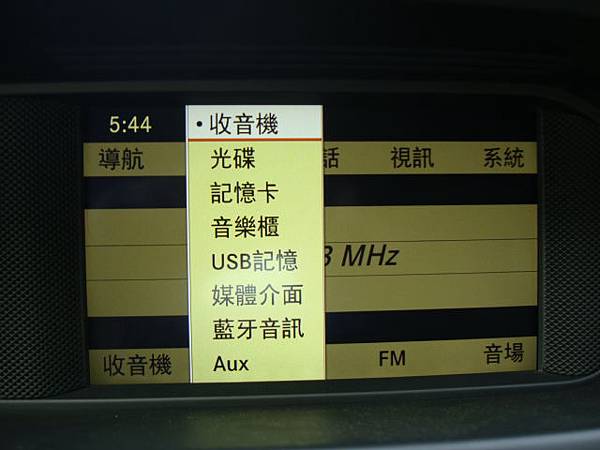 5:44
• 收音機
導航 光碟 話 視訊 系統
記憶卡
音樂櫃
USB記憶 3 MHz
媒體介面
藍牙音訊
收音機 Aux FM 音場